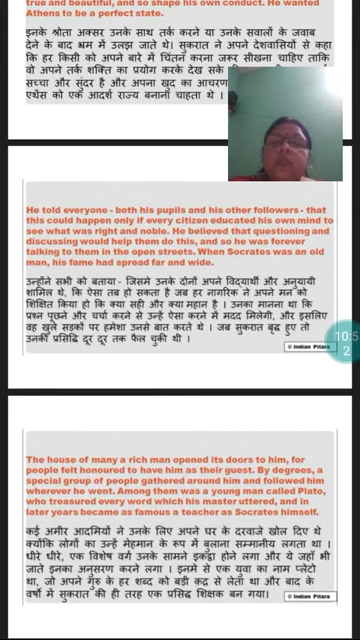 true and beautiful, and so shape his own conduct. He wanted
Athens to be a perfect state.
इनके श्रोता अक्सर उनके साथ तर्क करने या उनके सवालों के जवाब
देने के बाद भ्रम में उलझ जाते थे। सुकरात ने अपने देशवासियों से कहा
कि हर किसी को अपने बारे में चिंतन करना जरूर सीखना चाहिए ताकि
वो अपने तर्क शक्ति का प्रयोग करके देख सके
सच्चा और सुंदर है और अपना खुद का आचरण
एथेंस को एक आदर्श राज्य बनाना चाहता थे ।
He told everyone - both his pupils and his other followers - that
this could happen only if every citizen educated his own mind to
see what was right and noble. He believed that questioning and
discussing would help them do this, and so he was forever
talking to them in the open streets. When Socrates was an old
man, his fame had spread far and wide.
उन्होंने सभी को बताया - जिसमे उनके दोनों अपने विद्यार्थी और अनुयायी
शामिल थे, कि ऐसा तब हो सकता है जब हर नागरिक ने अपने मन को
शिक्षित किया हो कि क्या सही और क्या महान है । उनका मानना था कि
प्रश्न पूछने और चर्चा करने से उन्हें ऐसा करने में मदद मिलेगी, और इसलिए
वह खुले सड़कों पर हमेशा उनसे बात करते थे । जब सुकरात बृद्ध हुए तो
उनकी प्रसिद्धि दूर दूर तक फैल चुकी थी ।
10:5
2
© Indian Pitara
The house of many a rich man opened its doors to him, for
people felt honoured to have him as their guest. By degrees, a
special group of people gathered around him and followed him
wherever he went. Among them was a young man called Plato,
who treasured every word which his master uttered, and in
later years became as famous a teacher as Socrates himself.
कई अमीर आदमियों ने उनके लिए अपने घर के दरवाजे खोल दिए थे
क्योंकि लोगों का उन्हें मेहमान के रूप में बुलाना सम्मानीय लगता था ।
धीरे धीरे, एक विशेष वर्ग उनके सामने इकट्ठा होने लगा और ये जहाँ भी
जाते इनका अनुसरण करने लगा । इनमे से एक युवा का नाम प्लेटो
था, जो अपने गुरु के हर शब्द को बड़ी कद्र से लेता था और बाद के
वर्षों में सुकरात की ही तरह एक प्रसिद्ध शिक्षक बन गया।
© Indian Pitara